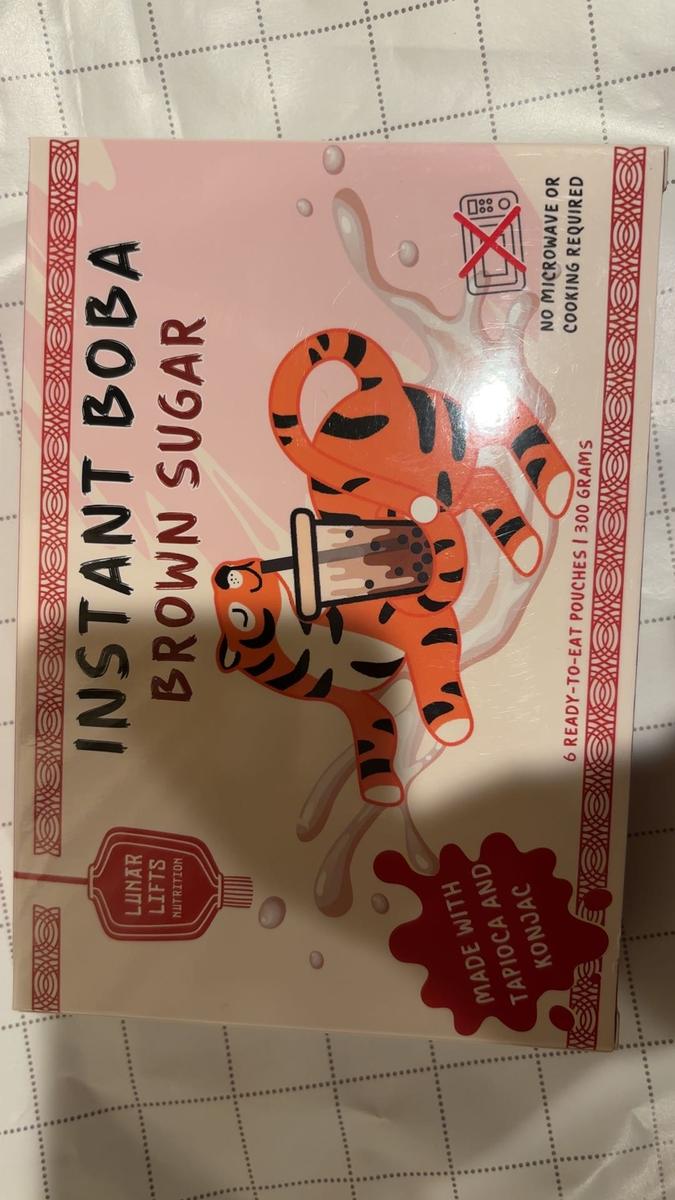 INSTANT BOBA
BROWN SUGAR
LUNAR
LIFTS
NUTRITION
NO MICROWAVE OR
COOKING REQUIRED
MADE WITH
TAPIOCA AND
KONJAC
6 READY-TO-EAT POUCHES | 300 GRAMS